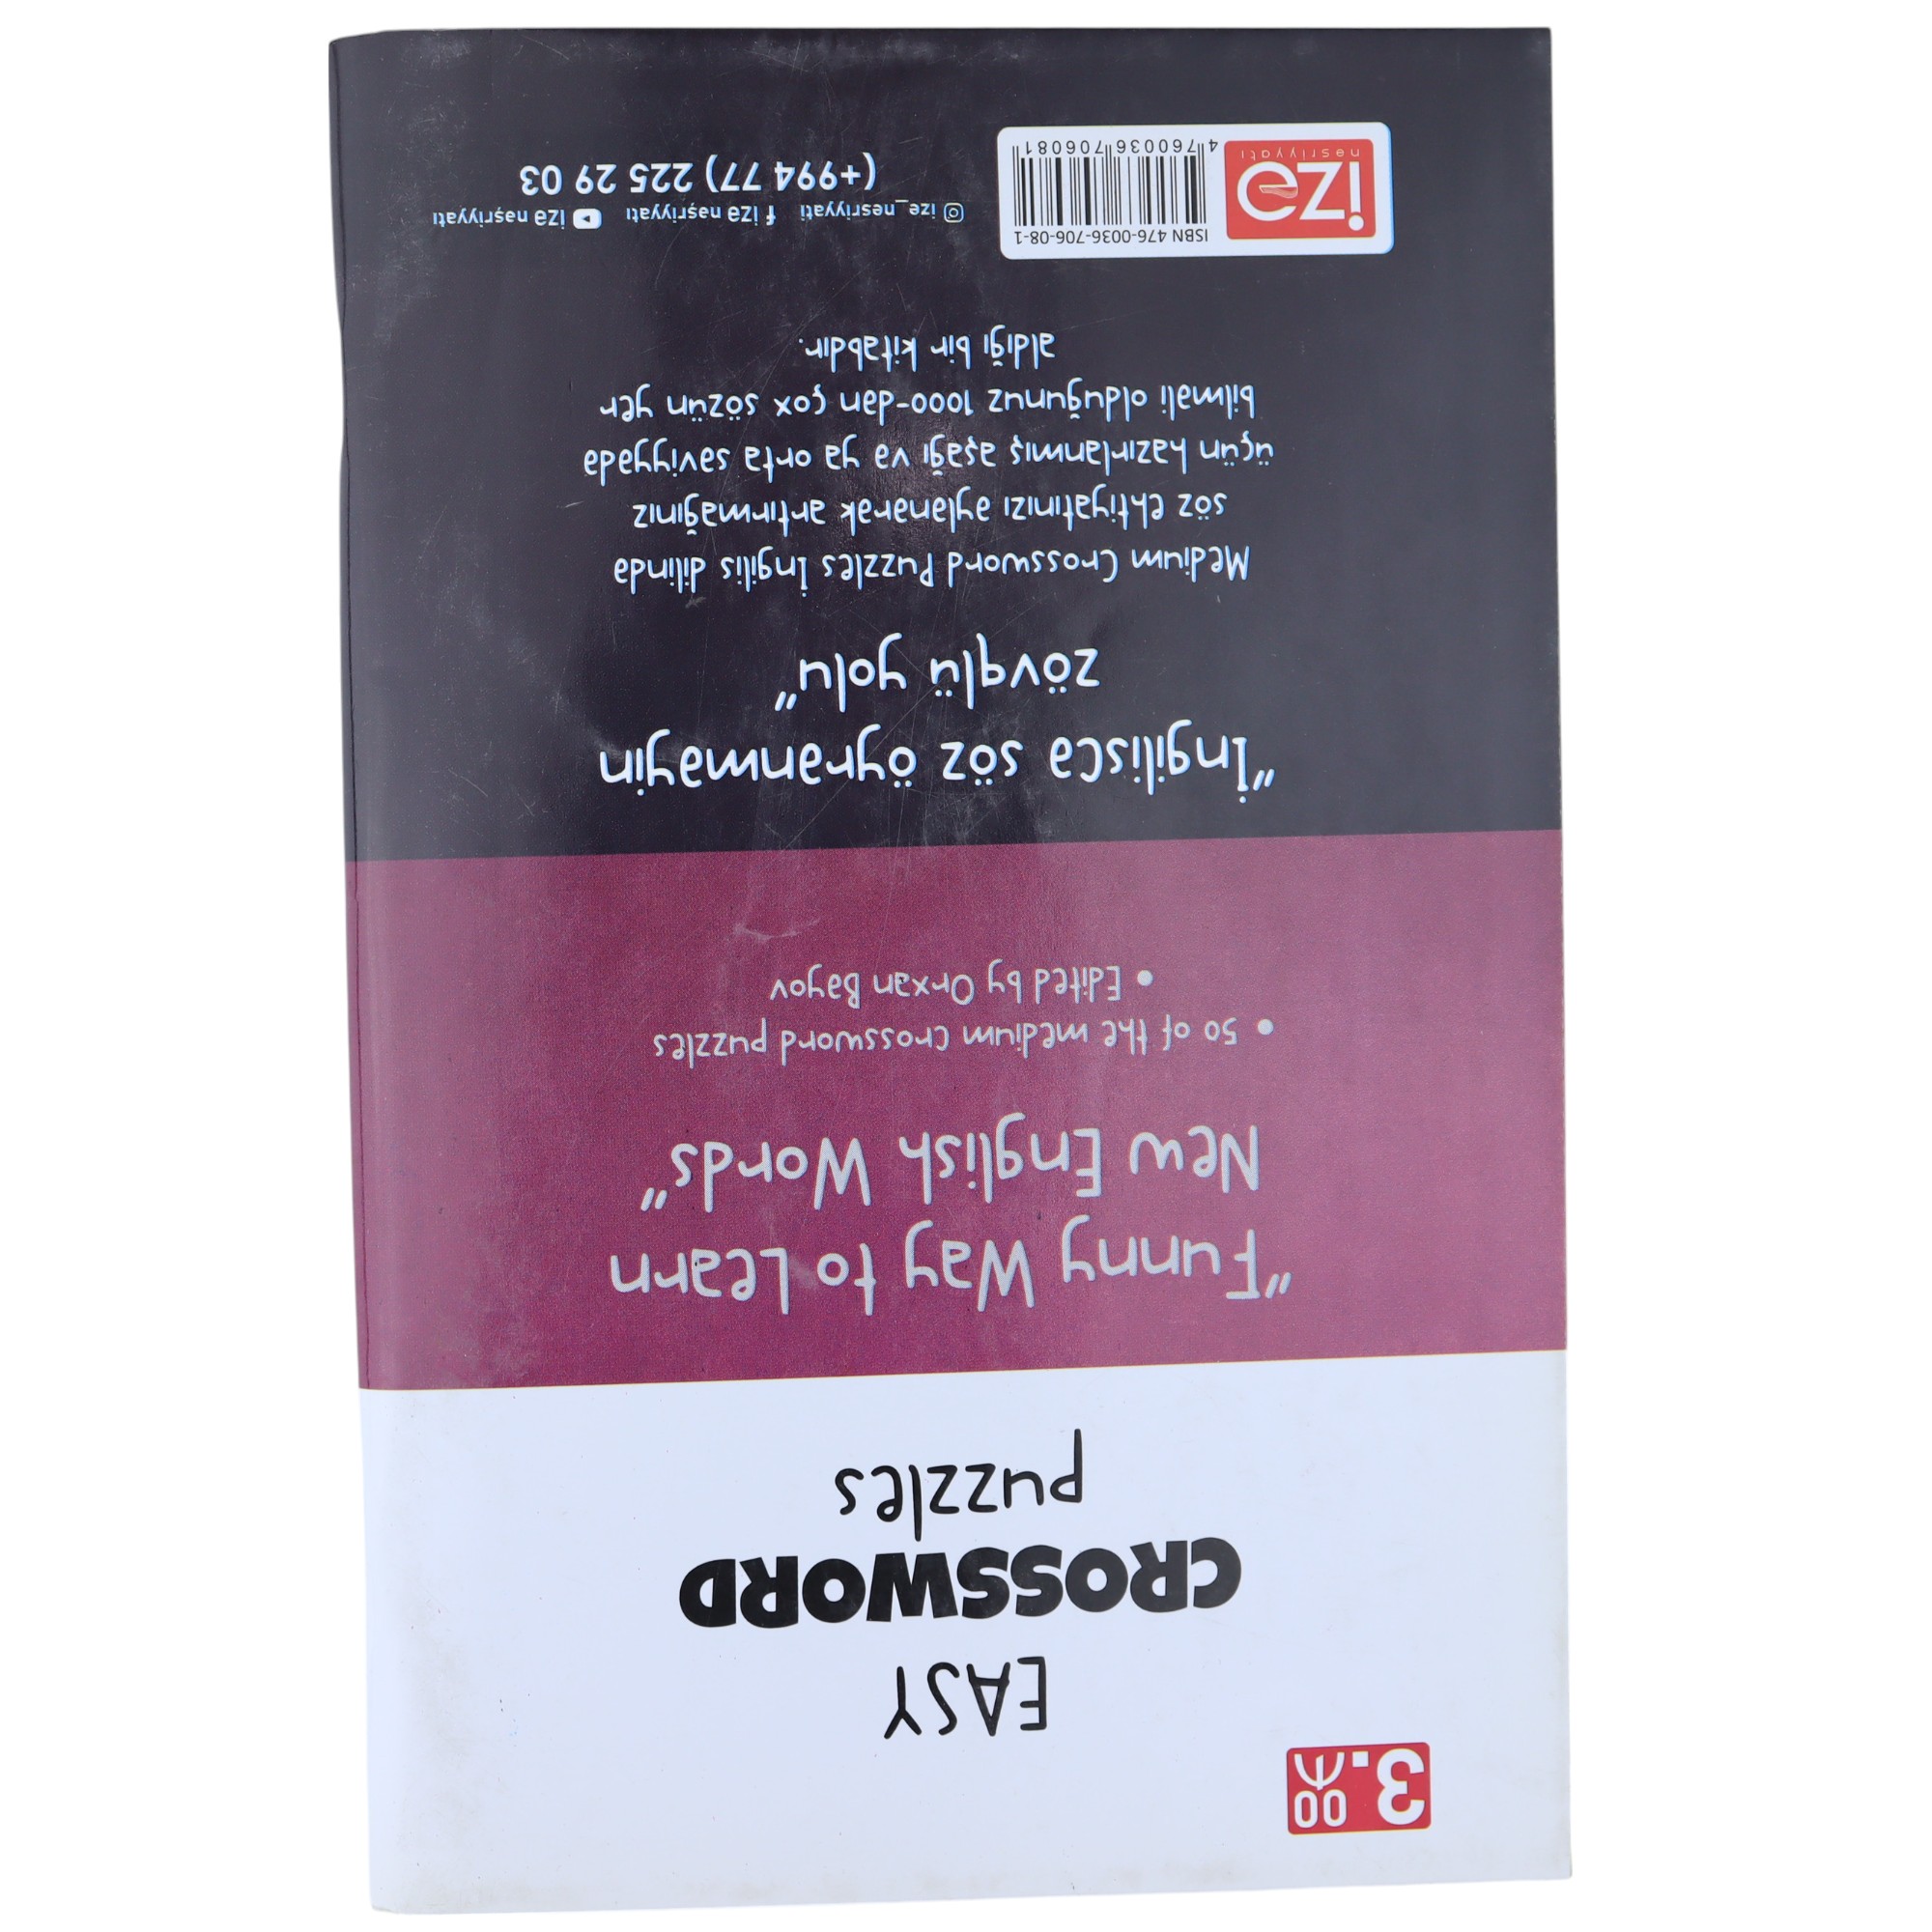 3.00
EASY
CROSSWORD
puzzles
"Funny Way to Learn
New English Words"
• 50 of the medium crossword puzzles
• Edited by Orxan Bayov
"İngiliscə söz öyrənməyin
zövqlü yolu"
Medium Crossword Puzzles İngilis dilində
söz ehtiyatınızı əylənərək artırmağınız
üçün hazırlanmış aşağı və ya orta səviyyədə
bilməli olduğunuz 1000-dən çox sözün yer
aldığı bir kitabdır.
izə
nəşriyyatı
ISBN 476-0036-706-08-1
4 760036 706081
ize_nesriyyati izə nəşriyyatı izə nəşriyyatı
(+994 77) 225 29 03